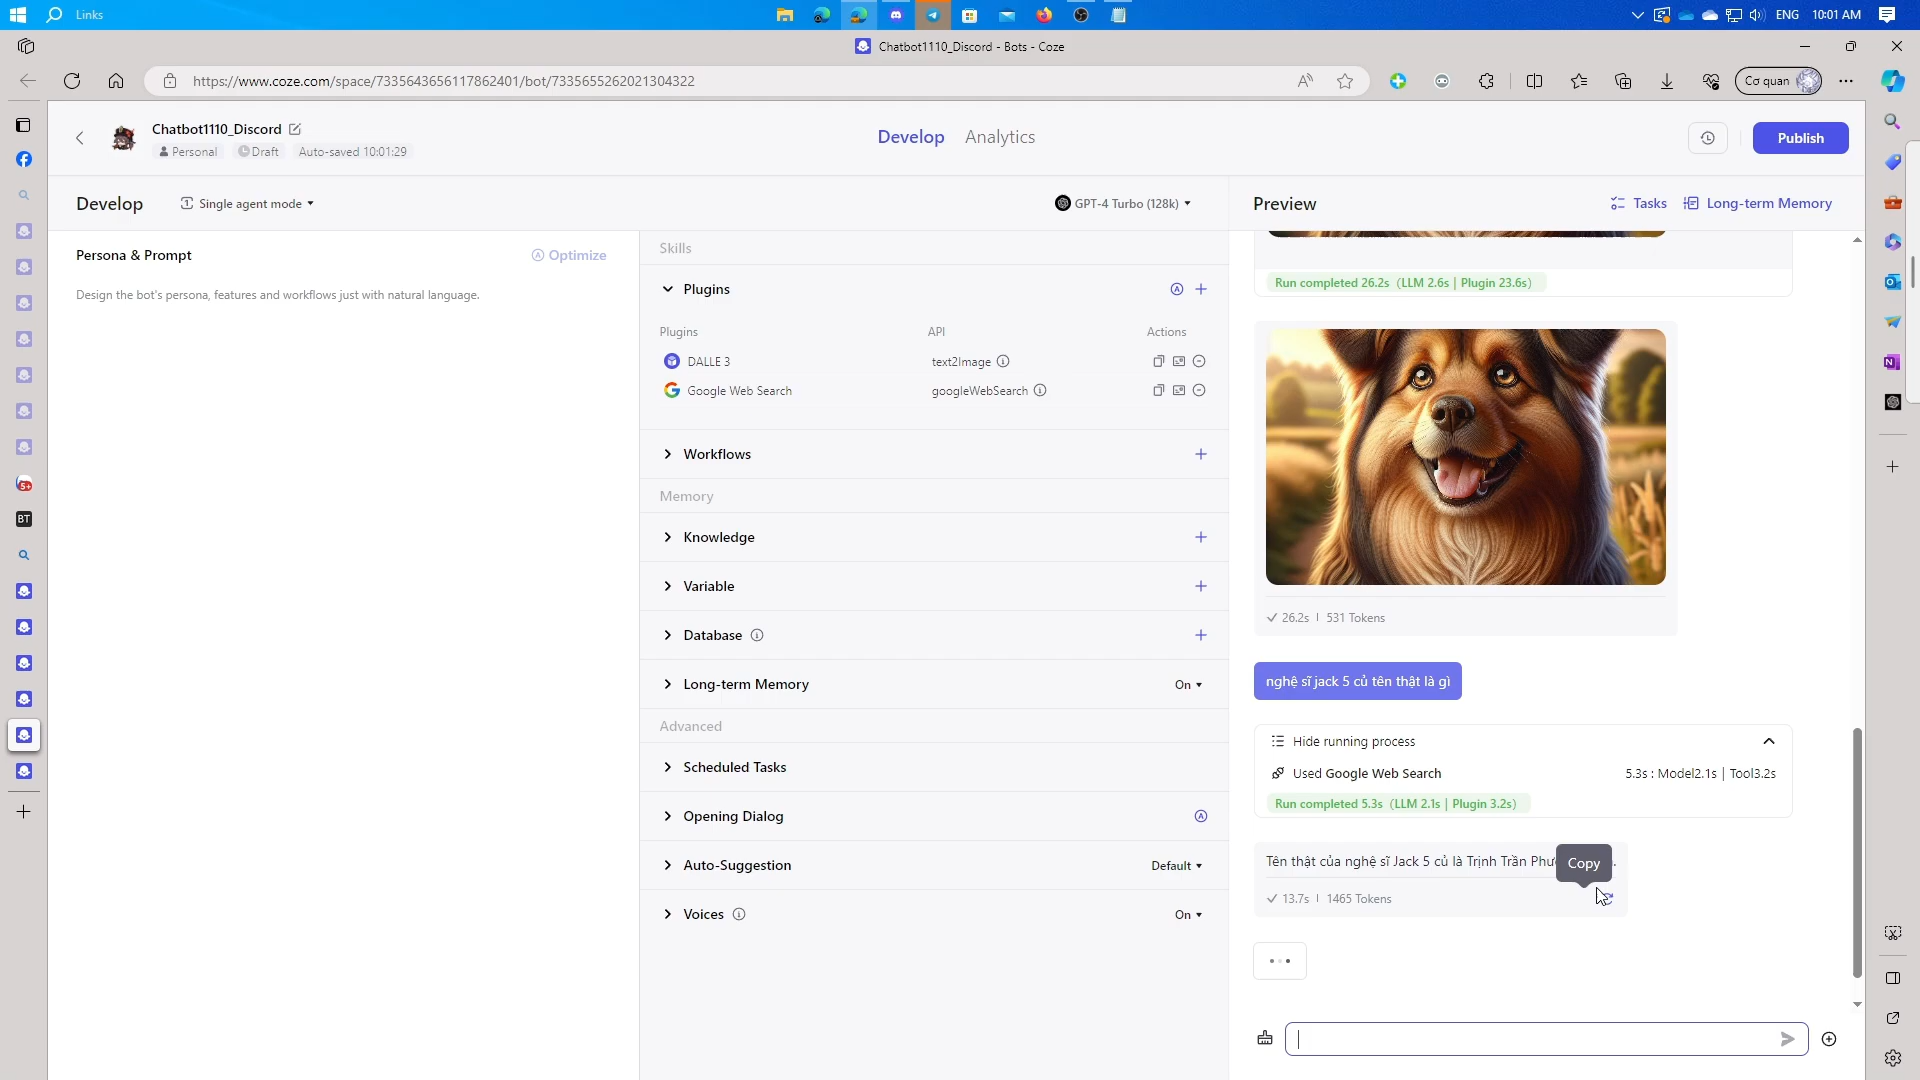 Links
ENG 10:01 AM
Chatbot1110_Discord - Bots - Coze
https://www.coze.com/space/7335643656117862401/bot/7335655262021304322
Cơ quan
Chatbot1110_Discord
Personal Draft Auto-saved 10:01:29
Develop Analytics
Publish
Develop
Single agent mode
GPT-4 Turbo (128k)
Preview
Tasks
Long-term Memory
Persona & Prompt
Optimize
Design the bot's persona, features and workflows just with natural language.
Skills
Plugins
Plugins API Actions
DALLE 3 text2Image
Google Web Search googleWebSearch
Workflows
Memory
Knowledge
Variable
Database
Long-term Memory On
Advanced
Scheduled Tasks
Opening Dialog
Auto-Suggestion Default
Voices On
Run completed 26.2s (LLM 2.6s | Plugin 23.6s)
26.2s | 531 Tokens
nghệ sĩ jack 5 củ tên thật là gì
Hide running process
Used Google Web Search 5.3s : Model2.1s | Tool3.2s
Run completed 5.3s (LLM 2.1s | Plugin 3.2s)
Tên thật của nghệ sĩ Jack 5 củ là Trịnh Trần
Copy
13.7s | 1465 Tokens
5+
BT